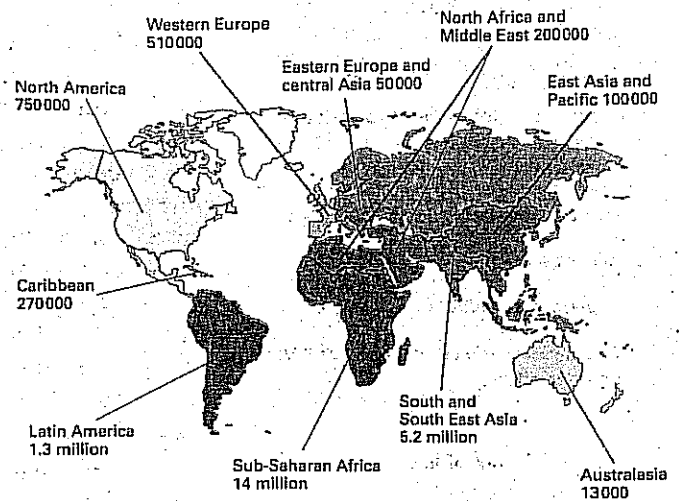 Western Europe
510000
North Africa and
Middle East 200000
North America
750000
Eastern Europe and
central Asia 50000
East Asia and
Pacific 100000
Caribbean
270000
Latin America
1.3 million
Sub-Saharan Africa
14 million
South and
South East Asia
5.2 million
Australasia
13000